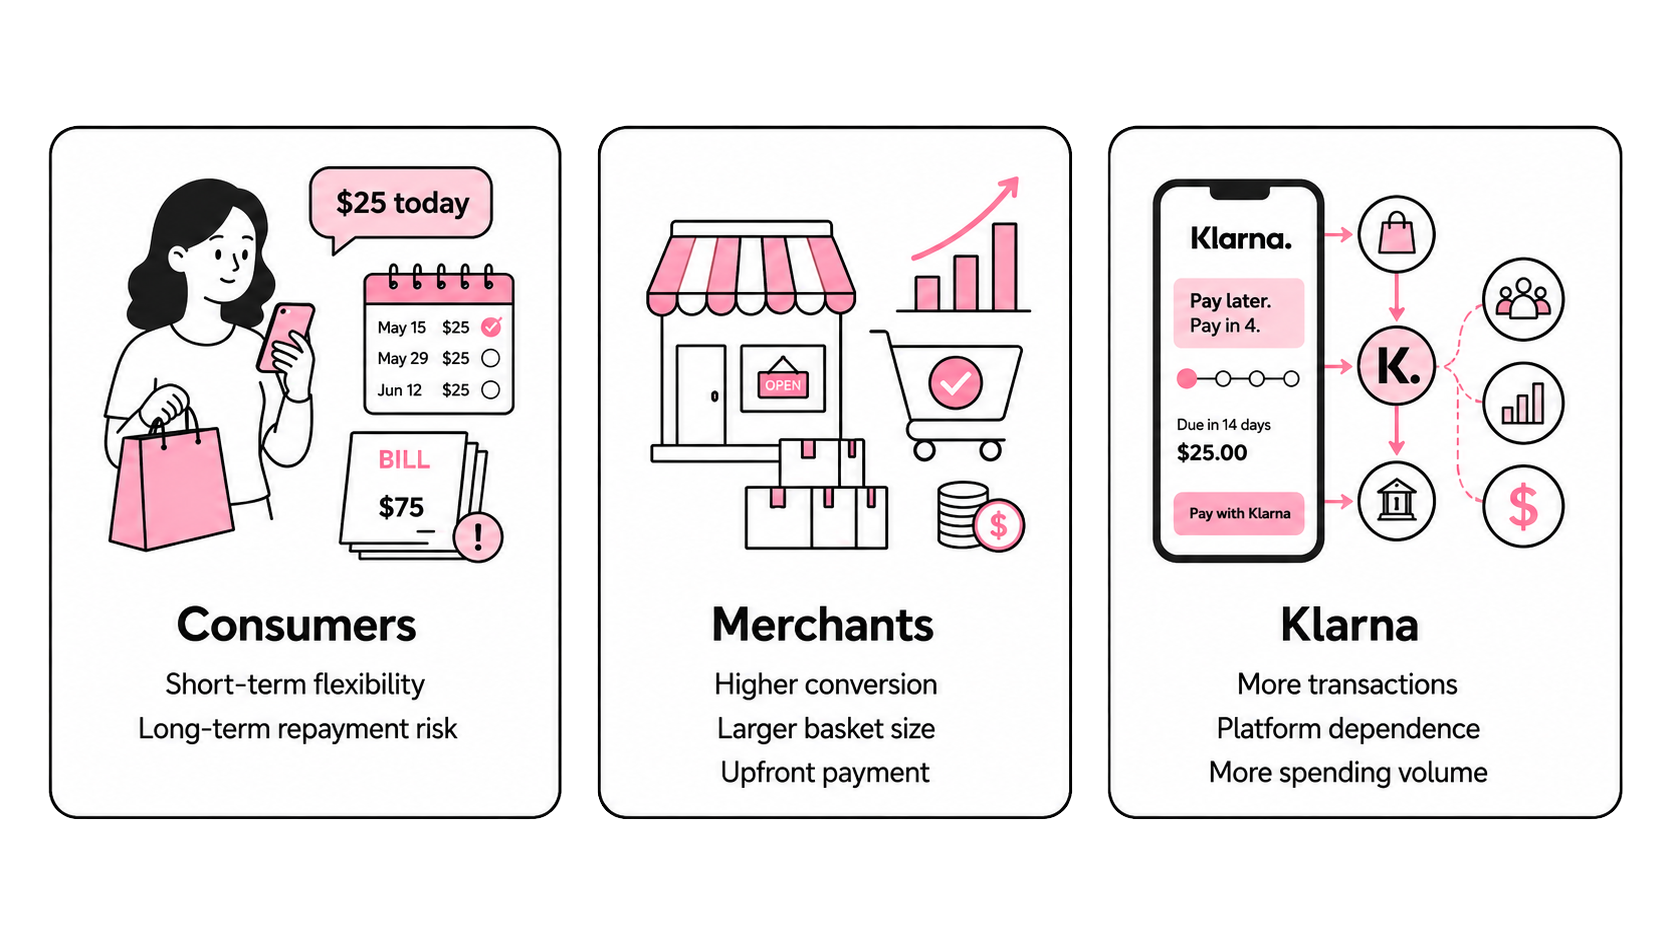 $25 today
May 15 $25
May 29 $25
Jun 12 $25
BILL
$75
!
Consumers
Short-term flexibility
Long-term repayment risk
OPEN
$
Merchants
Higher conversion
Larger basket size
Upfront payment
Klarna.
Pay later.
Pay in 4.
Due in 14 days
$25.00
Pay with Klarna
K.
$
Klarna
More transactions
Platform dependence
More spending volume